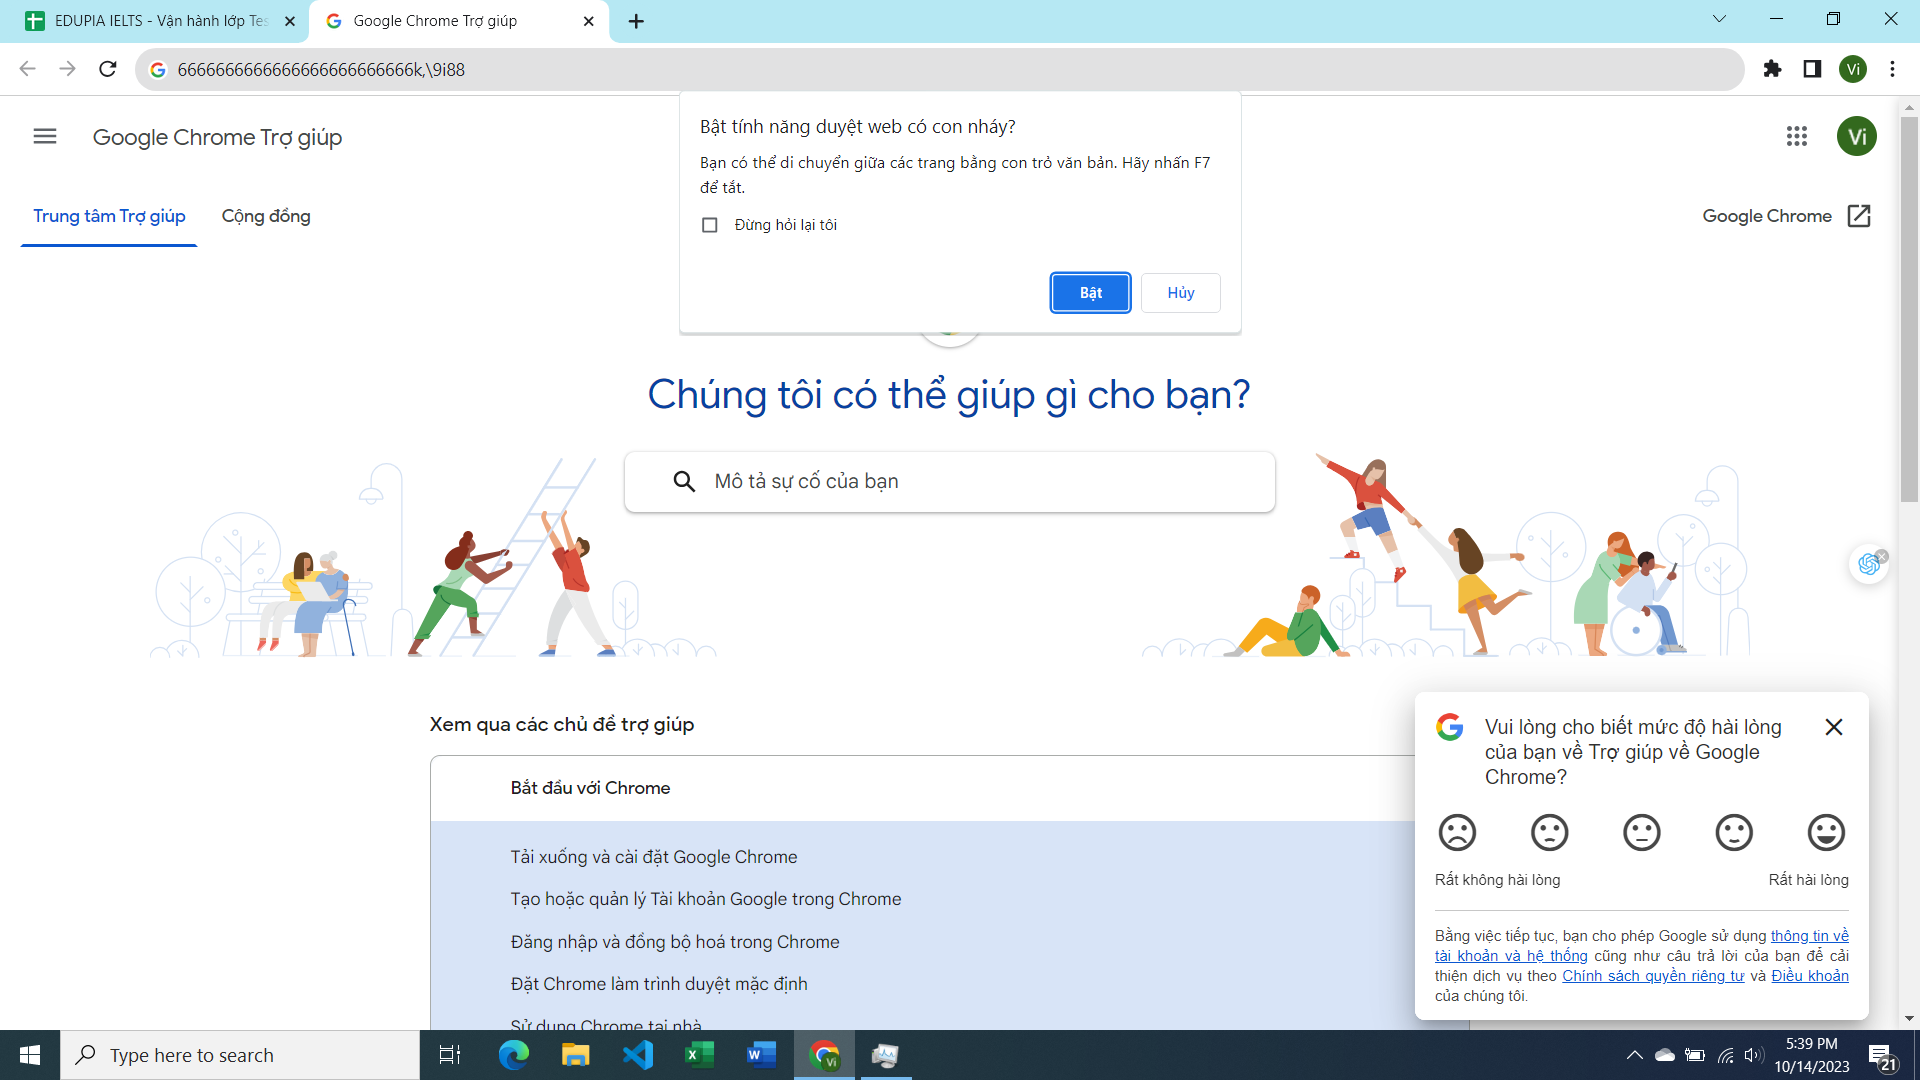 EDUPIA IELTS - Vận hành lớp Tes
Google Chrome Trợ giúp
66666666666666666666666666k,\9i88
Vi
Bật tính năng duyệt web có con nháy?
Bạn có thể di chuyển giữa các trang bằng con trỏ văn bản. Hãy nhấn F7
để tắt.
Đừng hỏi lại tôi
Bật
Hủy
Google Chrome Trợ giúp
Vi
Trung tâm Trợ giúp
Cộng đồng
Google Chrome
Chúng tôi có thể giúp gì cho bạn?
Mô tả sự cố của bạn
Xem qua các chủ đề trợ giúp
Bắt đầu với Chrome
Tải xuống và cài đặt Google Chrome
Tạo hoặc quản lý Tài khoản Google trong Chrome
Đăng nhập và đồng bộ hoá trong Chrome
Đặt Chrome làm trình duyệt mặc định
Sử dụng Chrome tại nhà
Vui lòng cho biết mức độ hài lòng
của bạn về Trợ giúp về Google
Chrome?
Rất không hài lòng
Rất hài lòng
Bằng việc tiếp tục, bạn cho phép Google sử dụng thông tin về
tài khoản và hệ thống cũng như câu trả lời của bạn để cải
thiện dịch vụ theo Chính sách quyền riêng tư và Điều khoản
của chúng tôi.
Type here to search
Vi
5:39 PM
10/14/2023
21